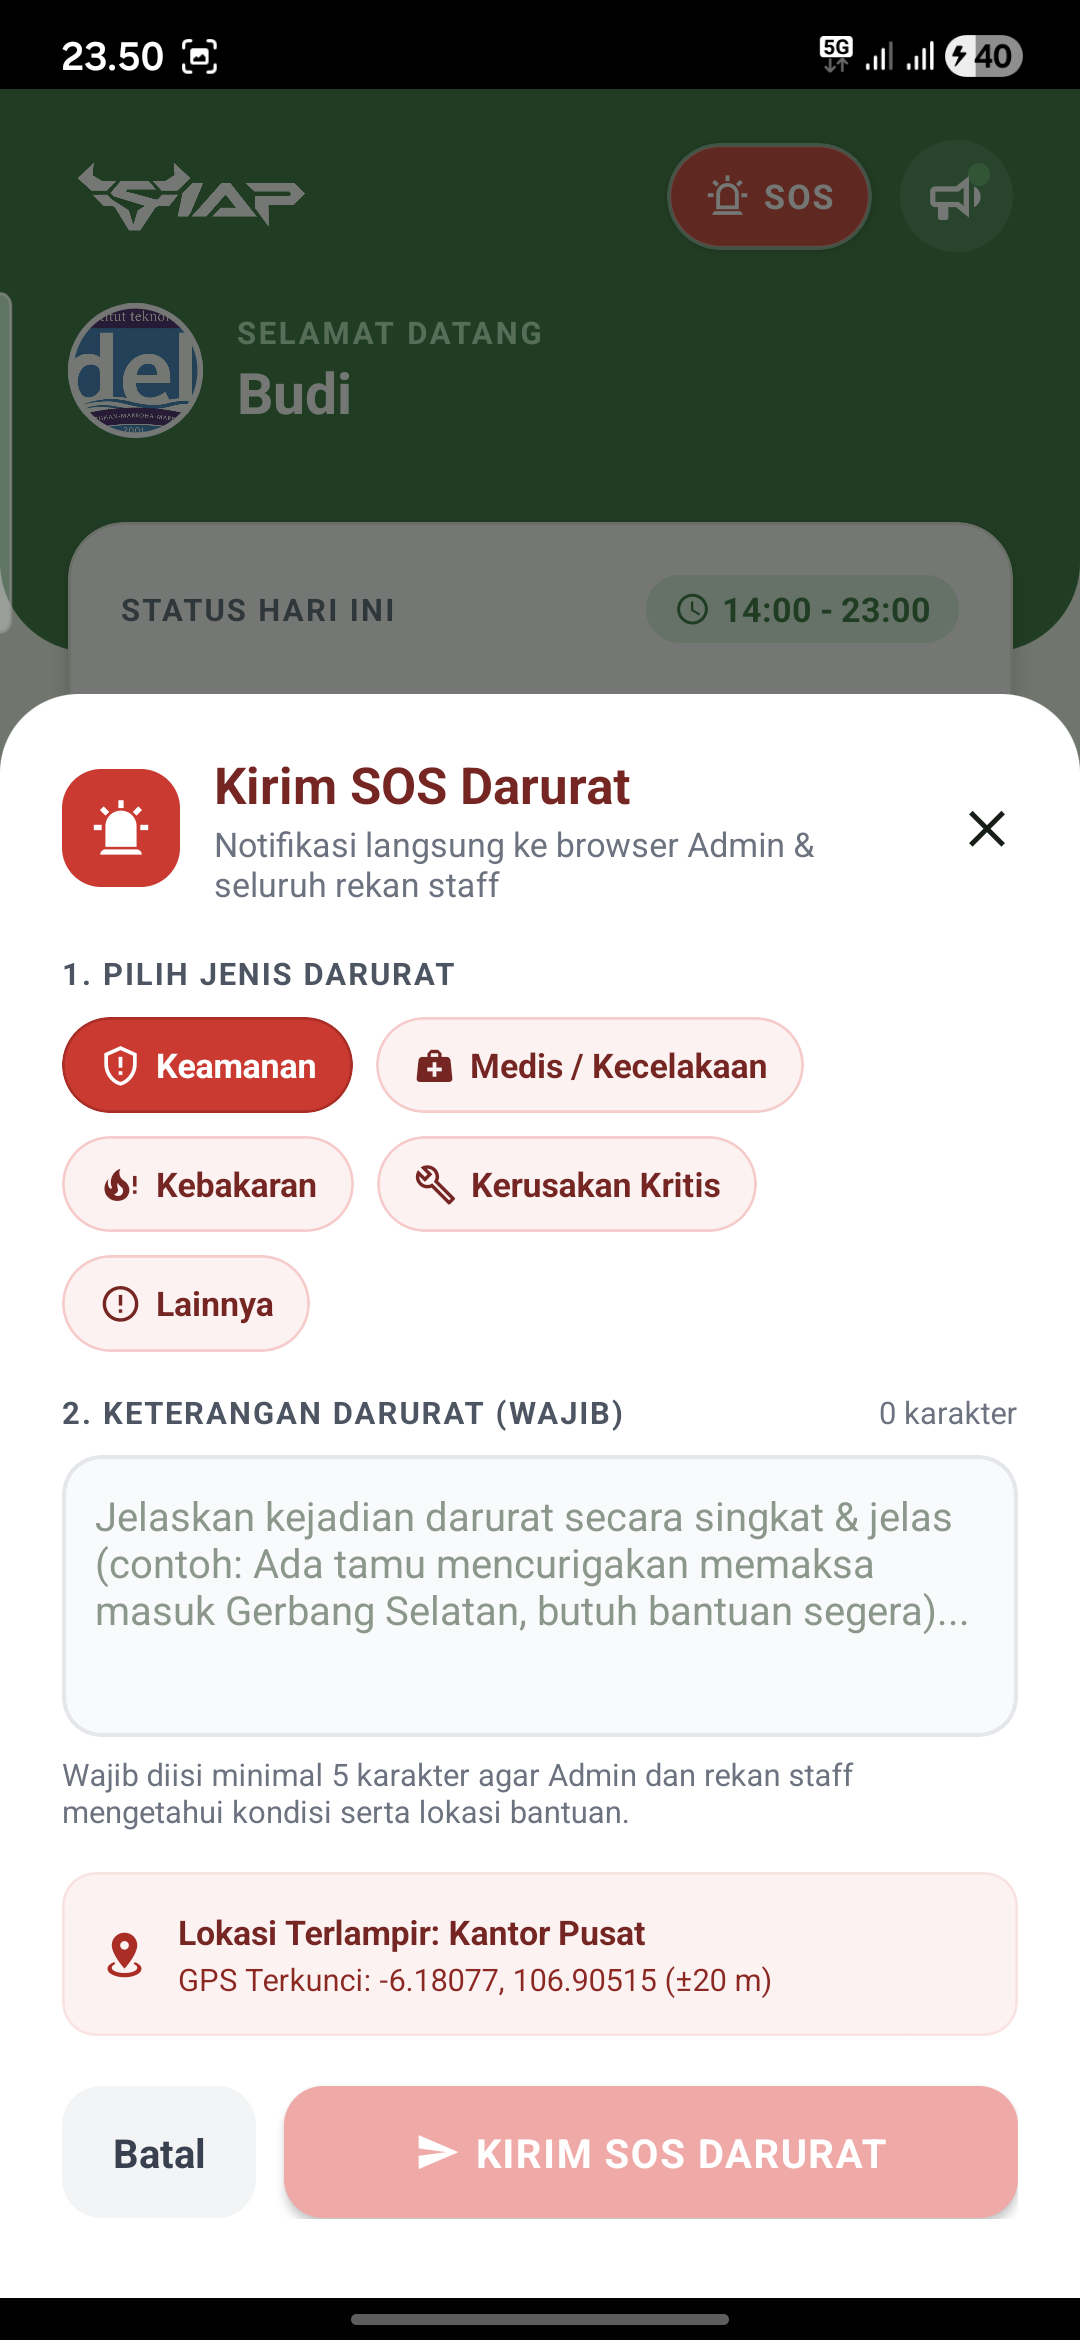 23.50
5G
40
SIAP
SOS
SELAMAT DATANG
Budi
del
2001
STATUS HARI INI
14:00 - 23:00
Kirim SOS Darurat
Notifikasi langsung ke browser Admin &
seluruh rekan staff
1. PILIH JENIS DARURAT
Keamanan
Medis / Kecelakaan
Kebakaran
Kerusakan Kritis
Lainnya
2. KETERANGAN DARURAT (WAJIB)
0 karakter
Jelaskan kejadian darurat secara singkat & jelas
(contoh: Ada tamu mencurigakan memaksa
masuk Gerbang Selatan, butuh bantuan segera)...
Wajib diisi minimal 5 karakter agar Admin dan rekan staff
mengetahui kondisi serta lokasi bantuan.
Lokasi Terlampir: Kantor Pusat
GPS Terkunci: -6.18077, 106.90515 (±20 m)
Batal
KIRIM SOS DARURAT